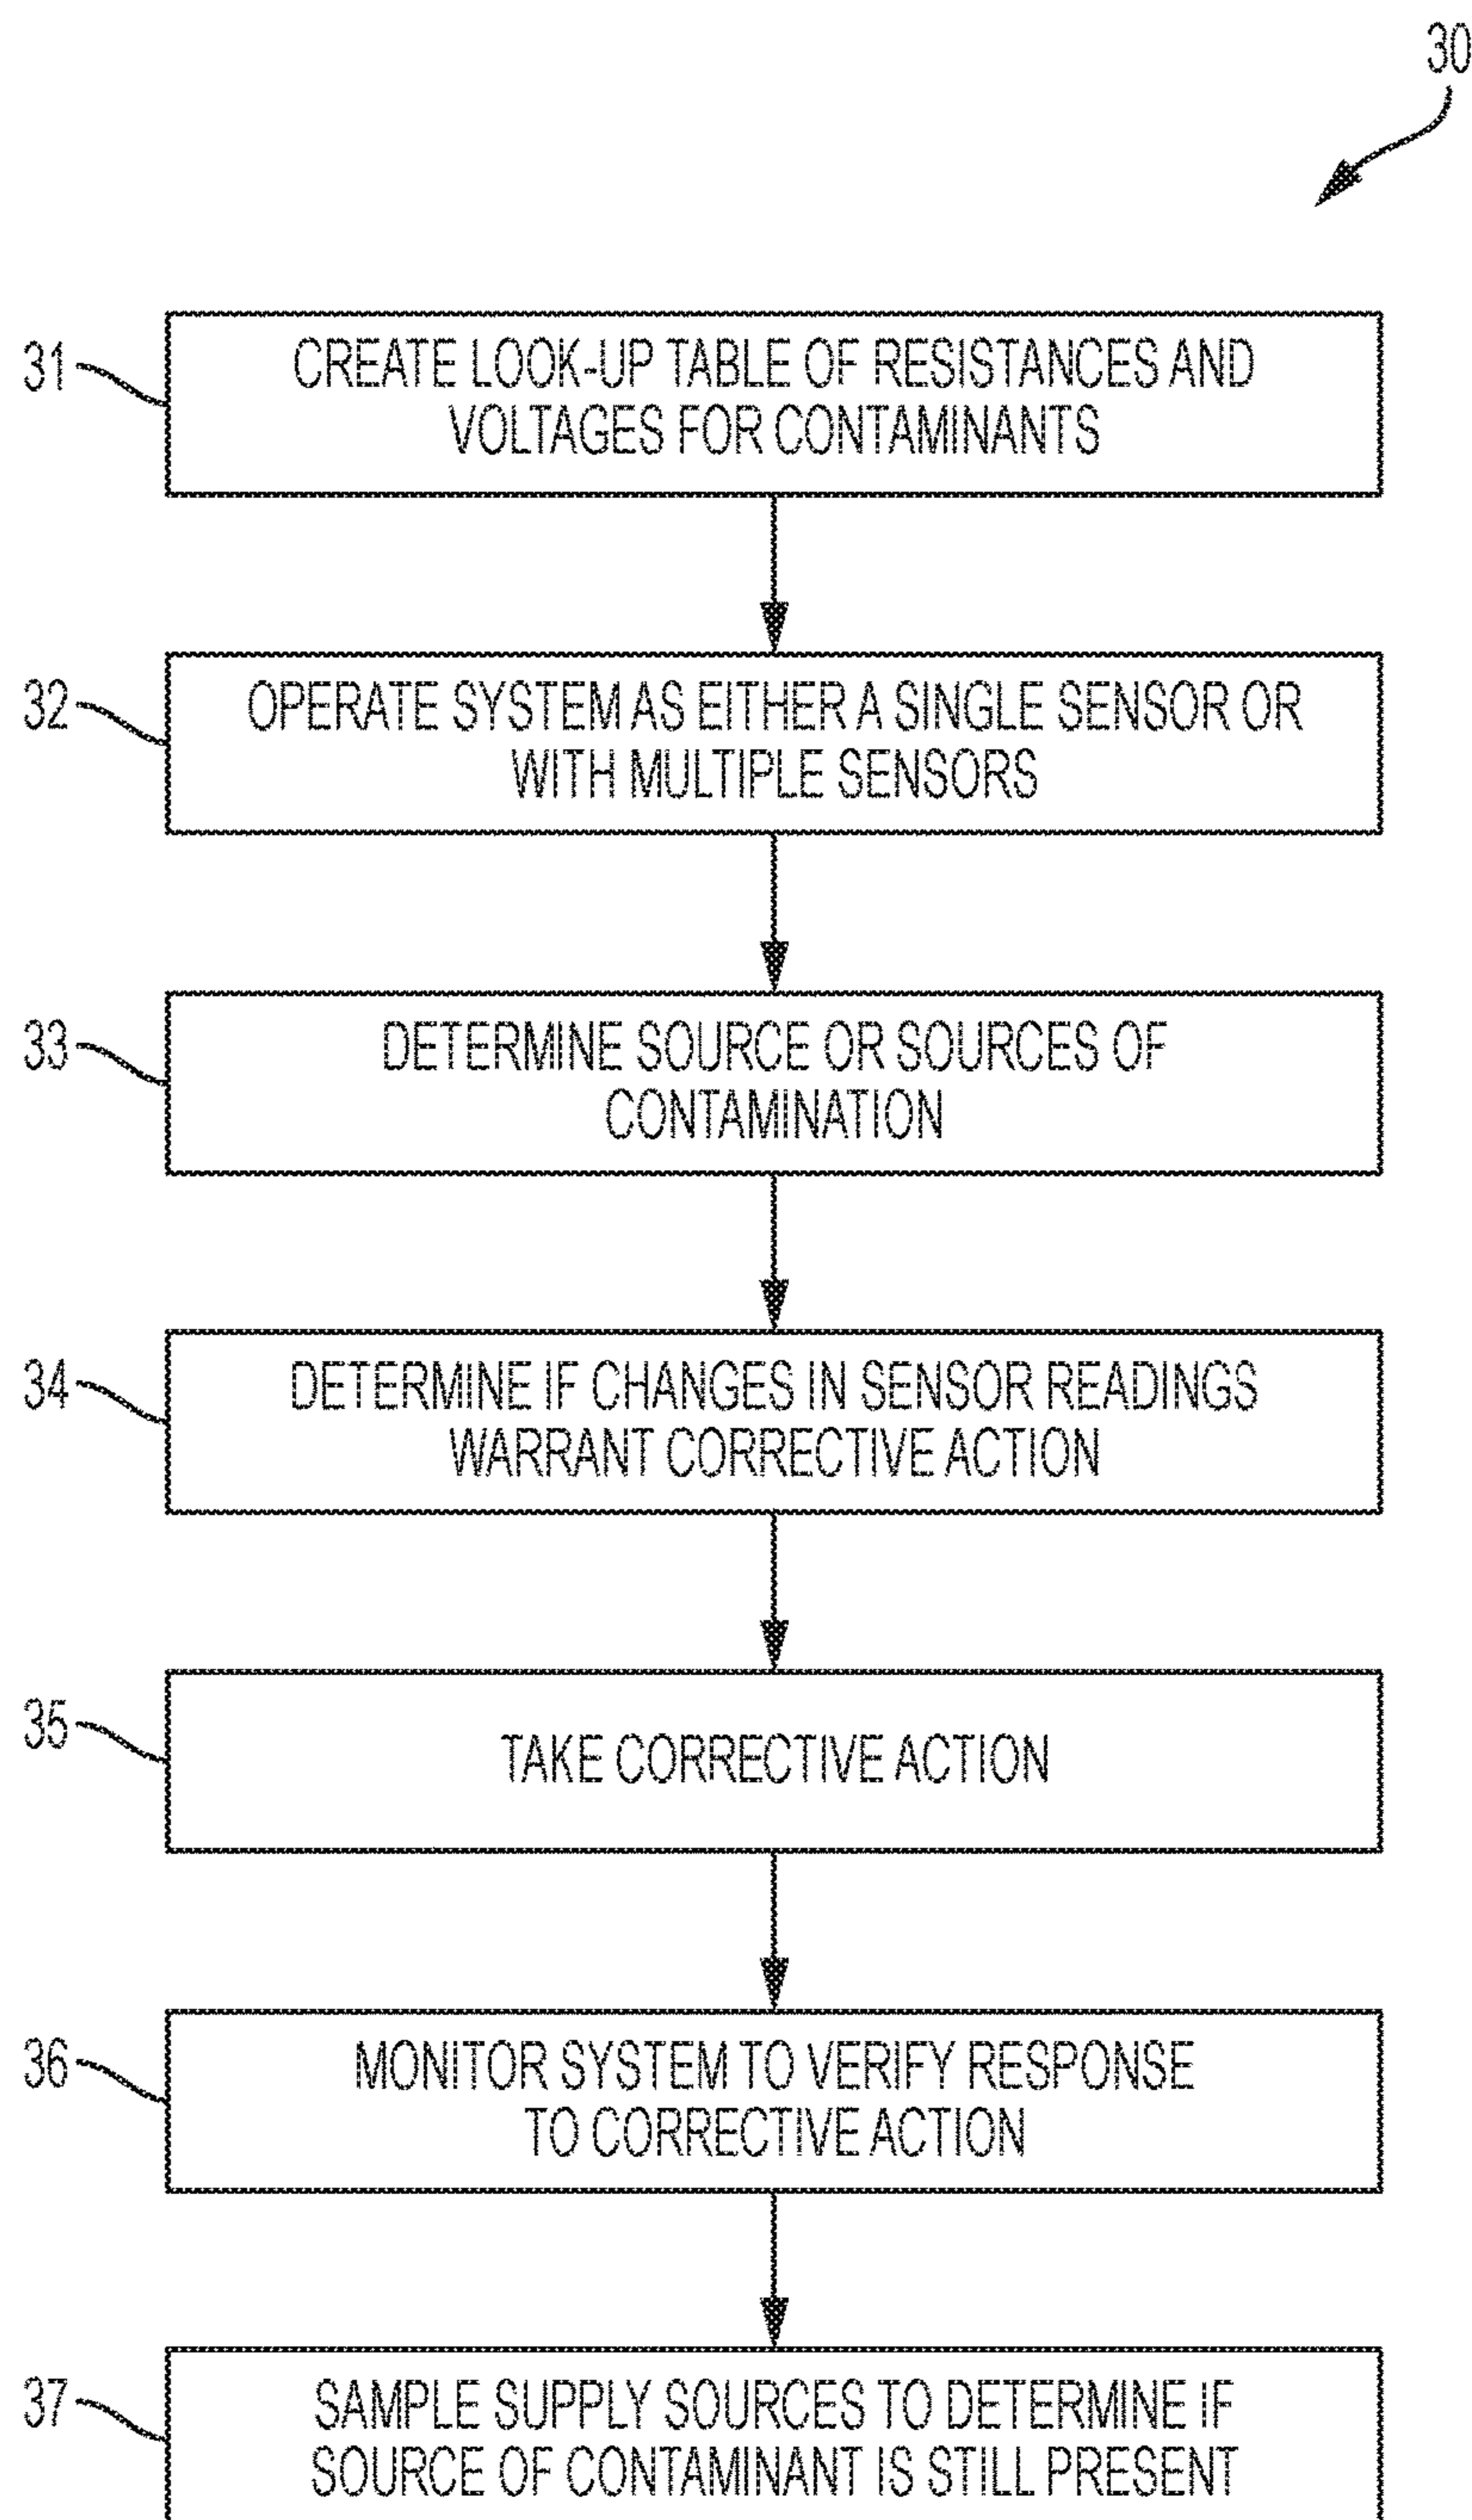 30
31
CREATE LOOK-UP TABLE OF RESISTANCES AND
VOLTAGES FOR CONTAMINANTS
32
OPERATE SYSTEM AS EITHER A SINGLE SENSOR OR
WITH MULTIPLE SENSORS
33
DETERMINE SOURCE OR SOURCES OF
CONTAMINATION
34
DETERMINE IF CHANGES IN SENSOR READINGS
WARRANT CORRECTIVE ACTION
35
TAKE CORRECTIVE ACTION
36
MONITOR SYSTEM TO VERIFY RESPONSE
TO CORRECTIVE ACTION
37
SAMPLE SUPPLY SOURCES TO DETERMINE IF
SOURCE OF CONTAMINANT IS STILL PRESENT